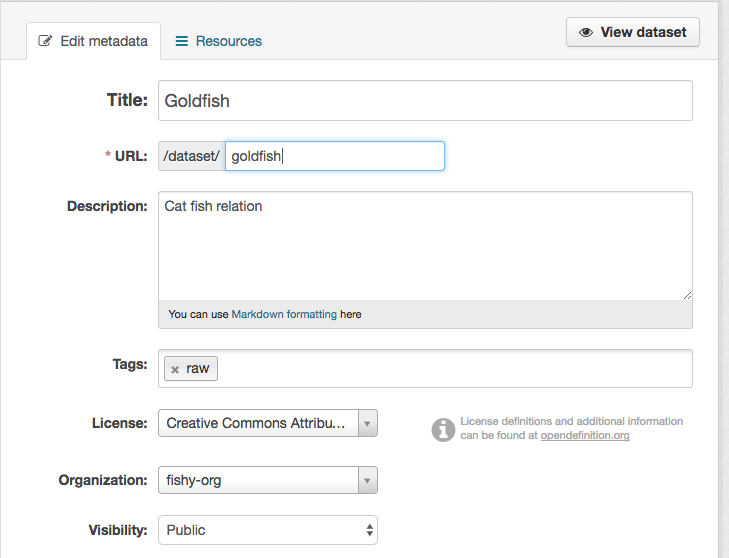 Edit metadata
Resources
View dataset
Title:
Goldfish
* URL:
/dataset/
goldfish
Description:
Cat fish relation
You can use Markdown formatting here
Tags:
× raw
License:
Creative Commons Attribu...
License definitions and additional information
can be found at opendefinition.org
Organization:
fishy-org
Visibility:
Public